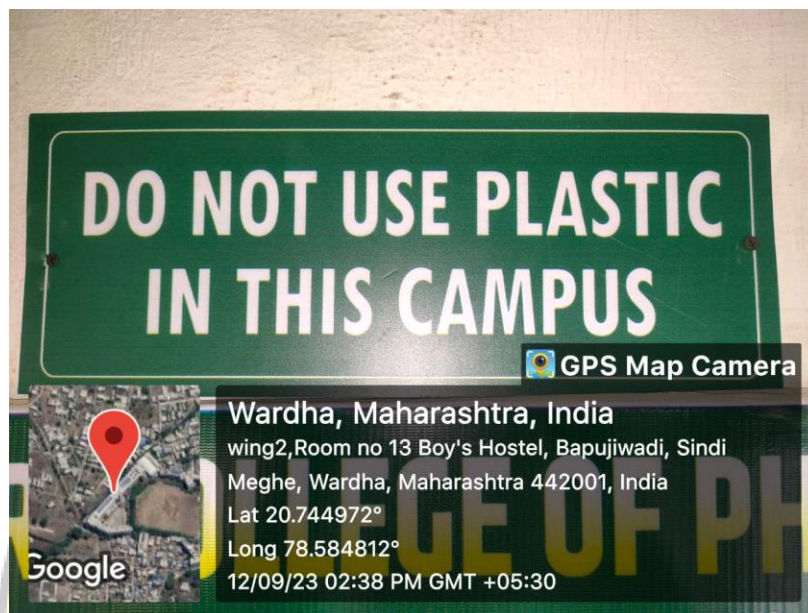 DO NOT USE PLASTIC
IN THIS CAMPUS
GPS Map Camera
Wardha, Maharashtra, India
wing2,Room no 13 Boy's Hostel, Bapujiwadi, Sindi
Meghe, Wardha, Maharashtra 442001, India
Lat 20.744972°
Long 78.584812°
12/09/23 02:38 PM GMT +05:30
Google
OF